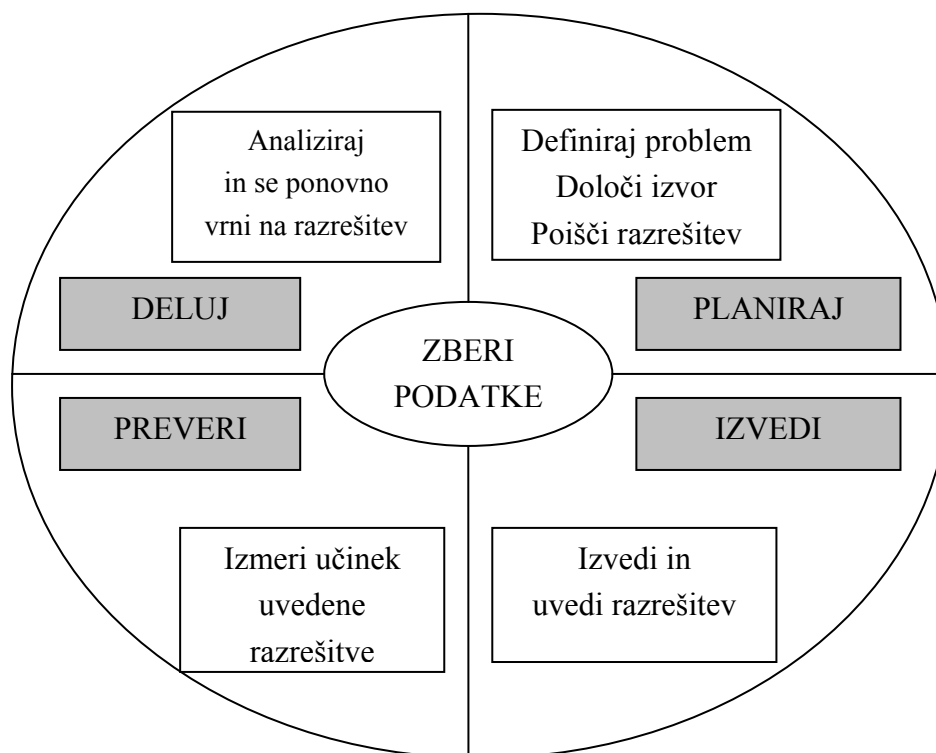 Analiziraj
in se ponovno
vrni na razrešitev
Definiraj problem
Določi izvor
Poišči razrešitev
DELUJ
PLANIRAJ
ZBERI
PODATKE
PREVERI
IZVEDI
Izmeri učinek
uvedene
razrešitve
Izvedi in
uvedi razrešitev